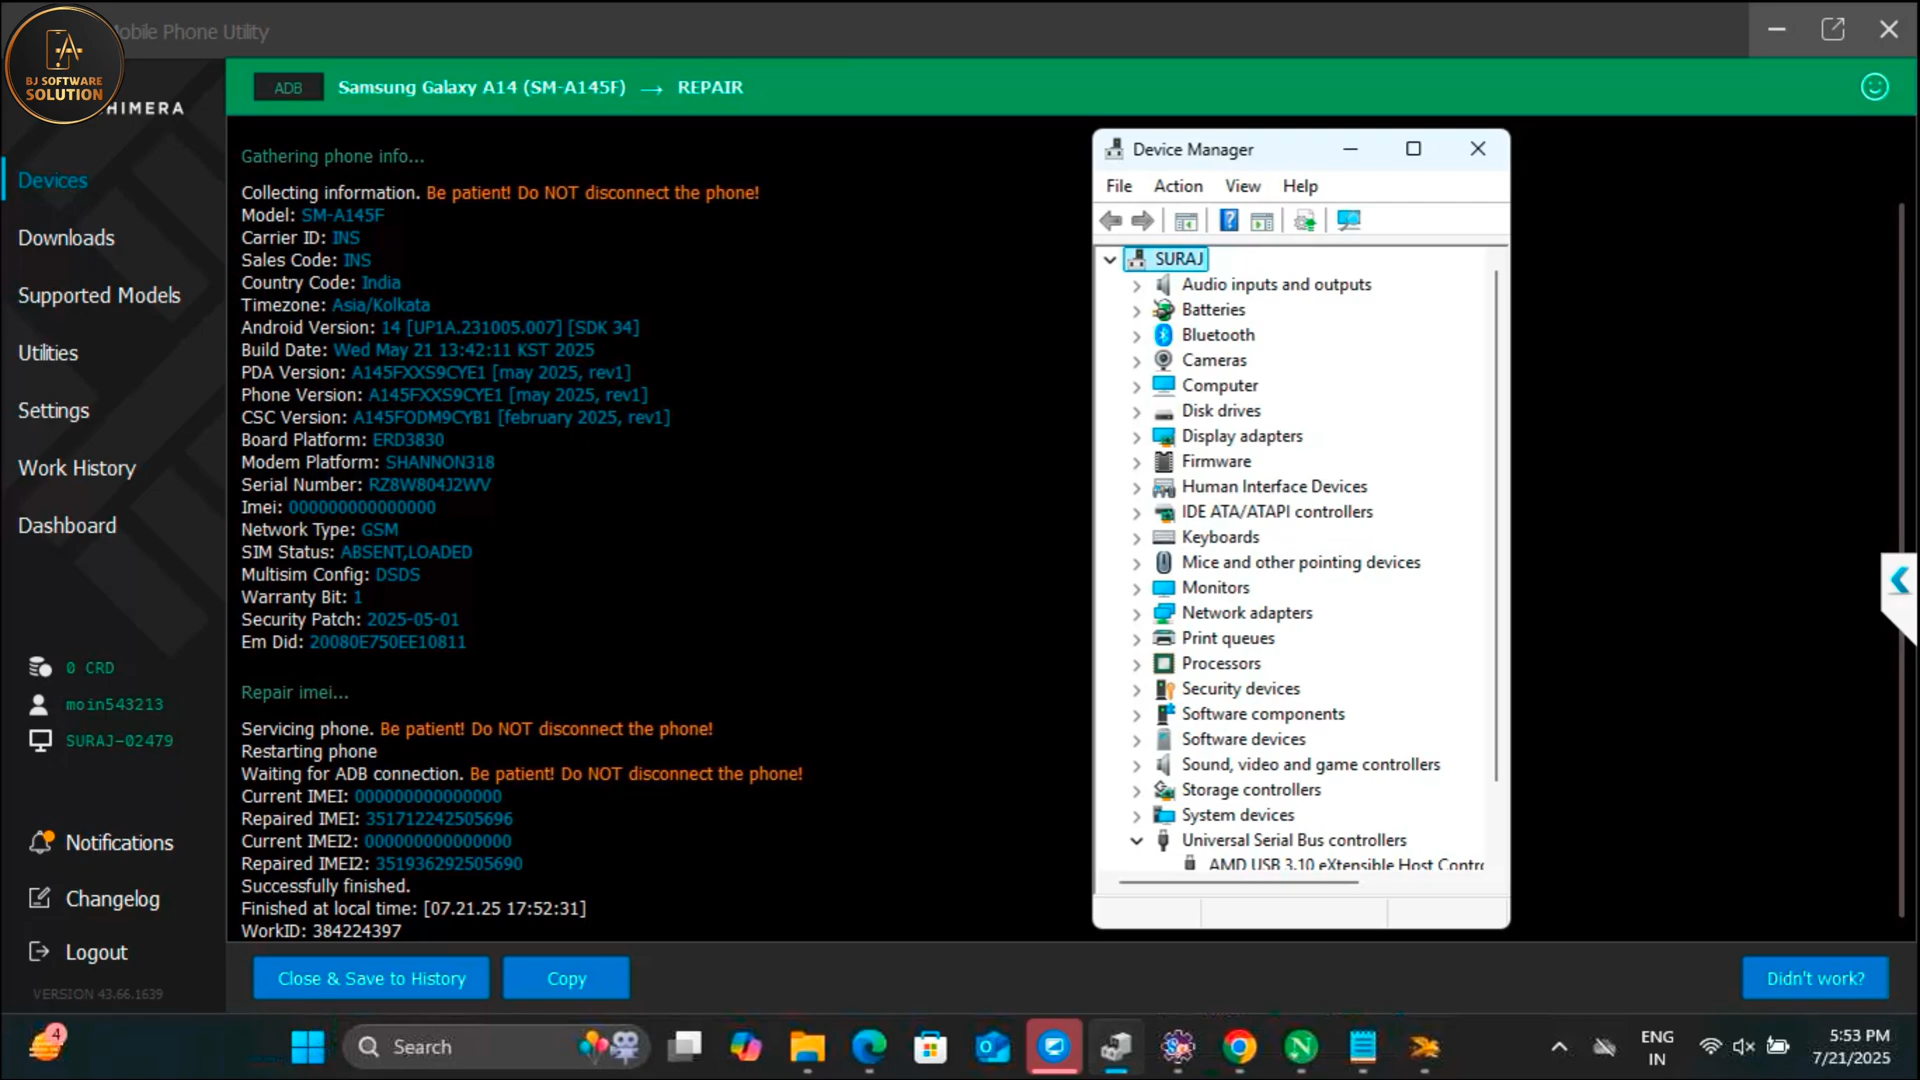 Mobile Phone Utility
BJ SOFTWARE
SOLUTION
CHIMERA
ADB
Samsung Galaxy A14 (SM-A145F) → REPAIR
Devices
Downloads
Supported Models
Utilities
Settings
Work History
Dashboard
0 CRD
moin543213
SURAJ-02479
Notifications
Changelog
Logout
VERSION 43.66.1639
Gathering phone info...
Collecting information. Be patient! Do NOT disconnect the phone!
Model: SM-A145F
Carrier ID: INS
Sales Code: INS
Country Code: India
Timezone: Asia/Kolkata
Android Version: 14 [UP1A.231005.007] [SDK 34]
Build Date: Wed May 21 13:42:11 KST 2025
PDA Version: A145FXXS9CYE1 [may 2025, rev1]
Phone Version: A145FXXS9CYE1 [may 2025, rev1]
CSC Version: A145FODM9CYB1 [february 2025, rev1]
Board Platform: ERD3830
Modem Platform: SHANNON318
Serial Number: RZ8W804J2WV
Imei: 000000000000000
Network Type: GSM
SIM Status: ABSENT,LOADED
Multisim Config: DSDS
Warranty Bit: 1
Security Patch: 2025-05-01
Em Did: 20080E750EE10811
Repair imei...
Servicing phone. Be patient! Do NOT disconnect the phone!
Restarting phone
Waiting for ADB connection. Be patient! Do NOT disconnect the phone!
Current IMEI: 000000000000000
Repaired IMEI: 351712242505696
Current IMEI2: 000000000000000
Repaired IMEI2: 351936292505690
Successfully finished.
Finished at local time: [07.21.25 17:52:31]
WorkID: 384224397
Close & Save to History
Copy
Didn't work?
Device Manager
File Action View Help
SURAJ
Audio inputs and outputs
Batteries
Bluetooth
Cameras
Computer
Disk drives
Display adapters
Firmware
Human Interface Devices
IDE ATA/ATAPI controllers
Keyboards
Mice and other pointing devices
Monitors
Network adapters
Print queues
Processors
Security devices
Software components
Software devices
Sound, video and game controllers
Storage controllers
System devices
Universal Serial Bus controllers
AMD USB 3.10 eXtensible Host Contro
4
Search
ENG
IN
5:53 PM
7/21/2025